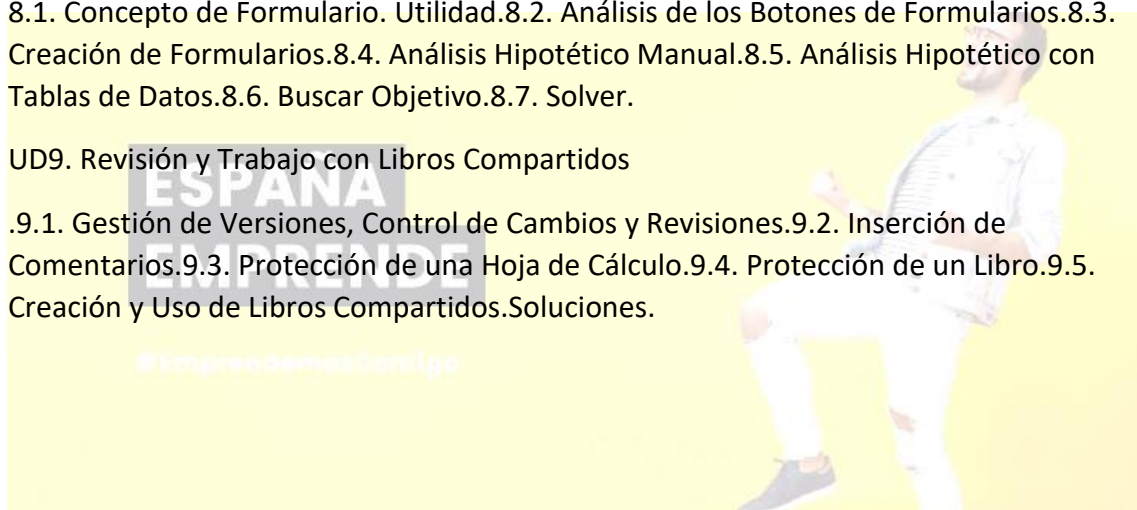 8.1. Concepto de Formulario. Utilidad.8.2. Análisis de los Botones de Formularios.8.3.
Creación de Formularios.8.4. Análisis Hipotético Manual.8.5. Análisis Hipotético con
Tablas de Datos.8.6. Buscar Objetivo.8.7. Solver.
UD9. Revisión y Trabajo con Libros Compartidos
ESPAÑA
.9.1. Gestión de Versiones, Control de Cambios y Revisiones.9.2. Inserción de
EMPRENDE
Comentarios.9.3. Protección de una Hoja de Cálculo.9.4. Protección de un Libro.9.5.
Creación y Uso de Libros Compartidos.Soluciones.
#EmprendemosContigo